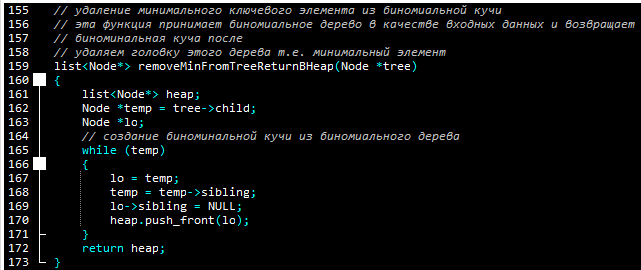 155 // удаление минимального ключевого элемента из биномиальной кучи
156 // эта функция принимает биномиальное дерево в качестве входных данных и возвращает
157 // биноминальная куча после
158 // удаляем головку этого дерева т.е. минимальный элемент
159 list<Node*> removeMinFromTreeReturnBHeap(Node *tree)
160 {
161 list<Node*> heap;
162 Node *temp = tree->child;
163 Node *lo;
164 // создание биноминальной кучи из биномиального дерева
165 while (temp)
166 {
167 lo = temp;
168 temp = temp->sibling;
169 lo->sibling = NULL;
170 heap.push_front(lo);
171 }
172 return heap;
173 }